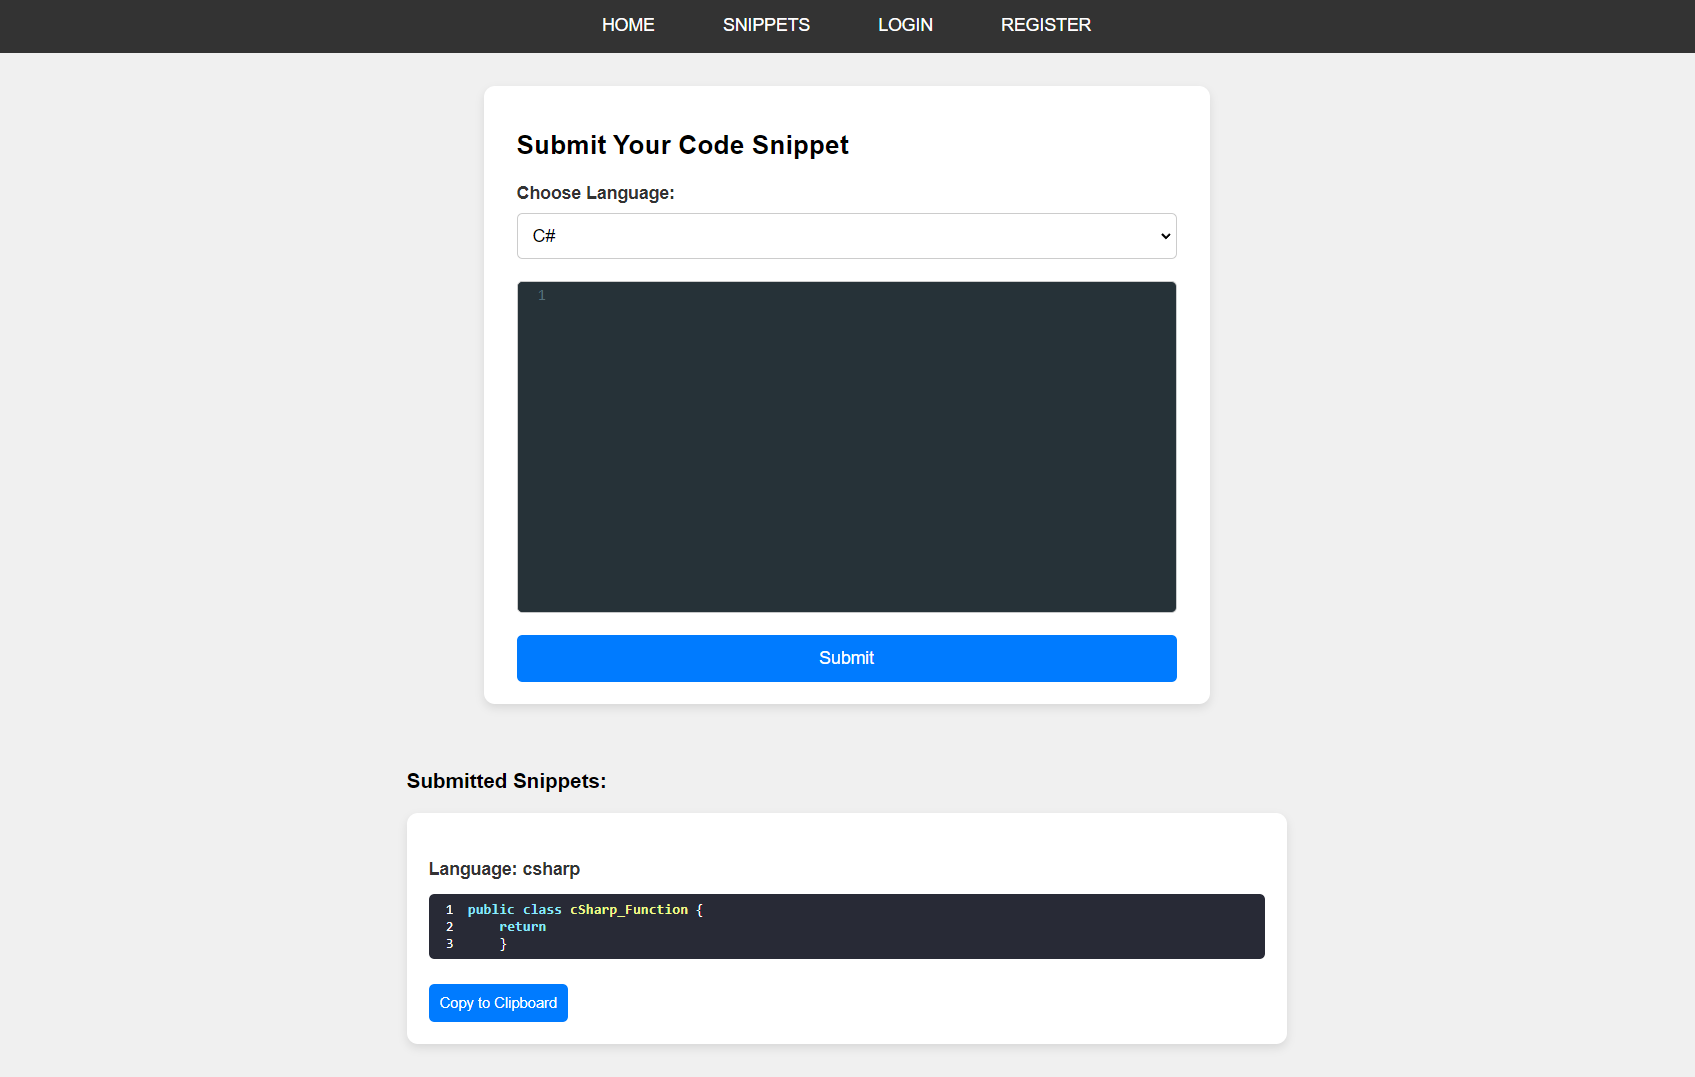 HOME SNIPPETS LOGIN REGISTER
Submit Your Code Snippet
Choose Language:
C#
1
Submit
Submitted Snippets:
Language: csharp
1 public class cSharp_Function {
2     return
3     }
Copy to Clipboard